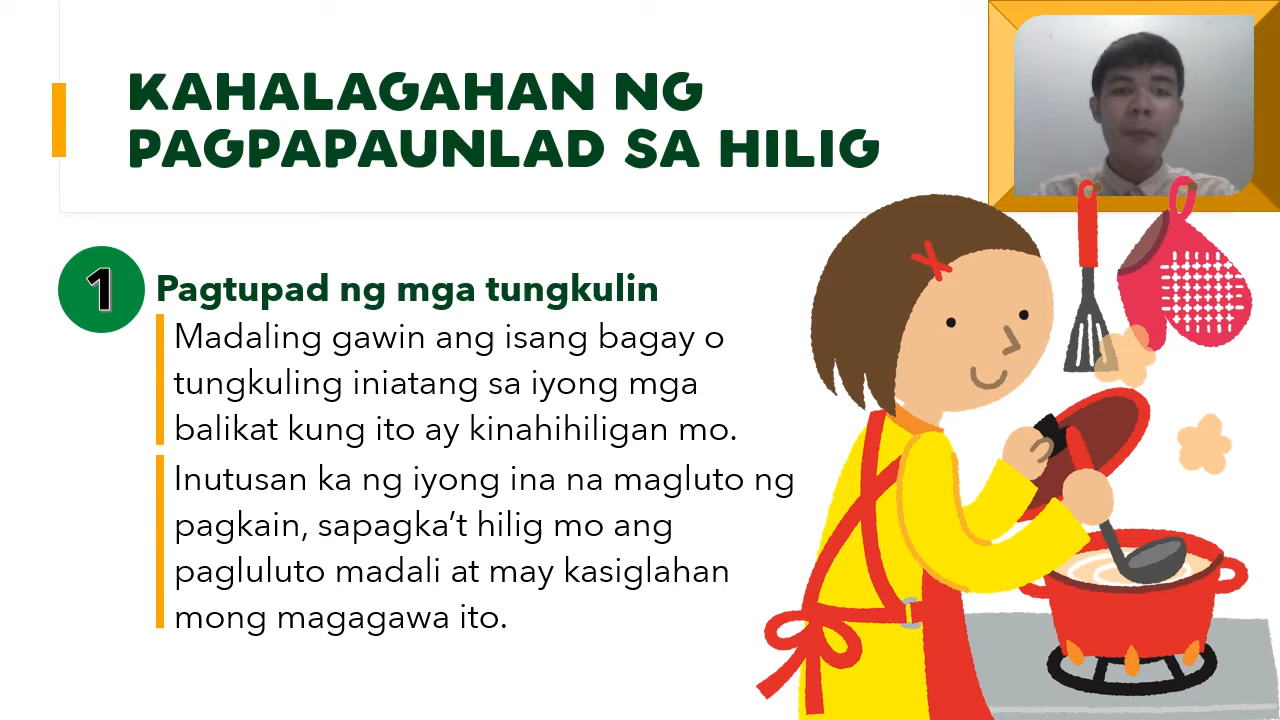 KAHALAGAHAN NG
PAGPAPAUNLAD SA HILIG
1
Pagtupad ng mga tungkulin
Madaling gawin ang isang bagay o
tungkuling iniatang sa iyong mga
balikat kung ito ay kinahihiligan mo.
Inutusan ka ng iyong ina na magluto ng
pagkain, sapagka’t hilig mo ang
pagluluto madali at may kasiglahan
mong magagawa ito.